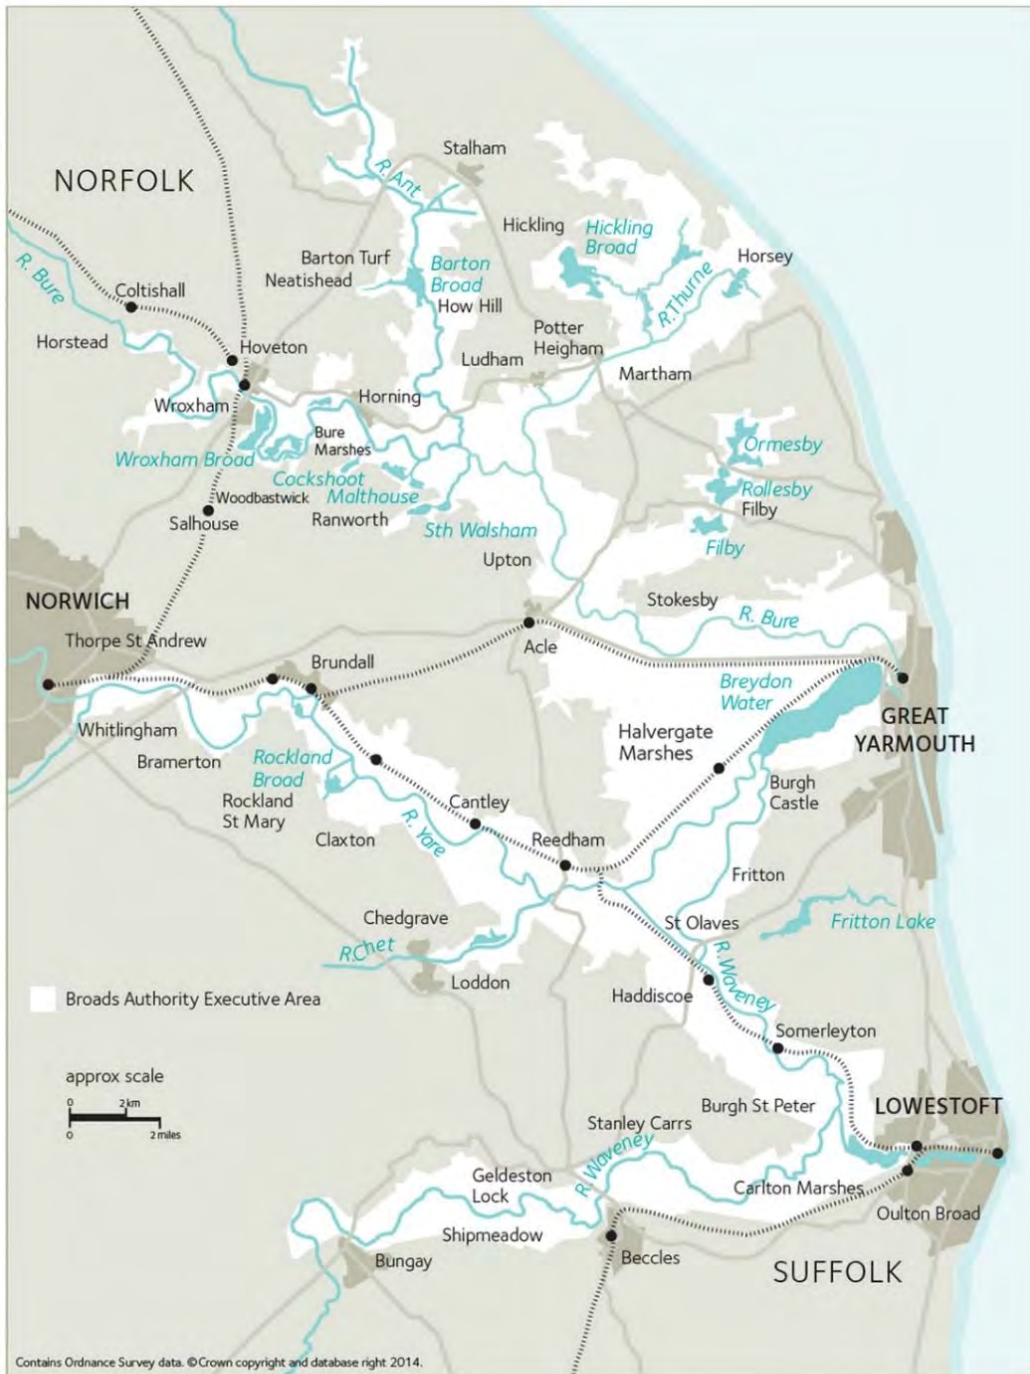 Stalham
NORFOLK
R. Ant
Hickling
Hickling
Broad
Horsey
Barton Turf
Neatishead
Barton
Broad
How Hill
R. Bure
Coltishall
R.Thurne
Horstead
Hoveton
Potter
Heigham
Ludham
Martham
Wroxham
Horning
Bure
Marshes
Ormesby
Wroxham Broad
Cockshoot
Malthouse
Woodbastwick
Ranworth
Rollesby
Filby
Salhouse
Sth Walsham
Filby
Upton
NORWICH
Stokesby
R. Bure
Thorpe St Andrew
Acle
Brundall
Breydon
Water
Whitlingham
Halvergate
Marshes
GREAT
YARMOUTH
Bramerton
Rockland
Broad
Burgh
Castle
Rockland
St Mary
Cantley
R. Yare
Claxton
Reedham
Fritton
Chedgrave
St Olaves
Fritton Lake
R.Chet
R.Waveney
Loddon
Haddiscoe
Broads Authority Executive Area
Somerleyton
approx scale
0 2km
0 2 miles
Burgh St Peter
LOWESTOFT
Stanley Carrs
R. Waveney
Geldeston
Lock
Carlton Marshes
Oulton Broad
Shipmeadow
Bungay
Beccles
SUFFOLK
Contains Ordnance Survey data. ©Crown copyright and database right 2014.